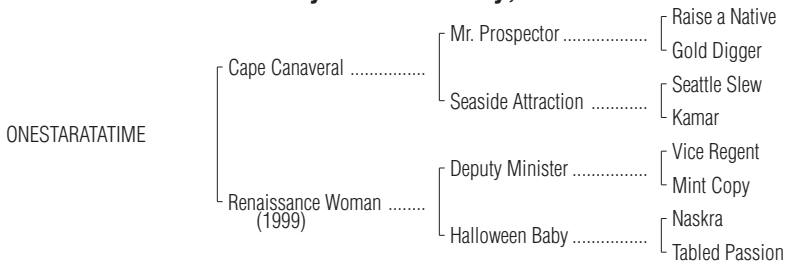 Raise a Native
Mr. Prospector ..................
Gold Digger
Cape Canaveral ................
Seattle Slew
Seaside Attraction ............
Kamar
ONESTARATATIME
Vice Regent
Deputy Minister ................
Mint Copy
Renaissance Woman ........
(1999)
Naskra
Halloween Baby ................
Tabled Passion